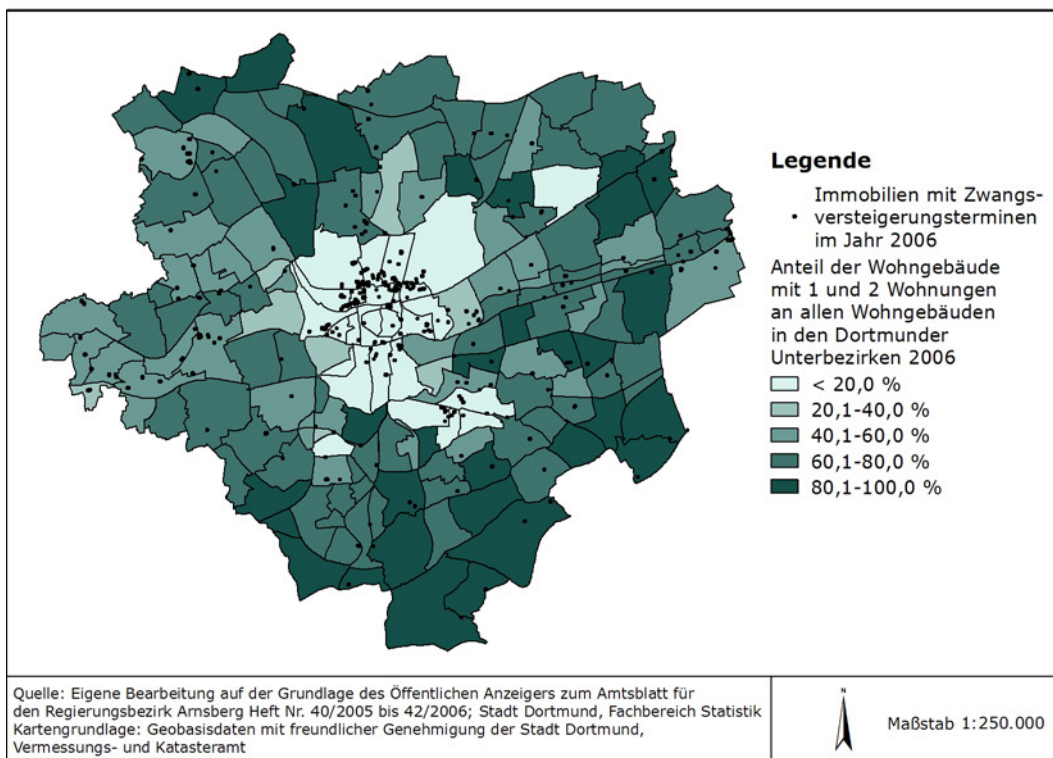 Legende
Immobilien mit Zwangs-
versteigerungsterminen
im Jahr 2006
Anteil der Wohngebäude
mit 1 und 2 Wohnungen
an allen Wohngebäuden
in den Dortmunder
Unterbezirken 2006
< 20,0 %
20,1-40,0 %
40,1-60,0 %
60,1-80,0 %
80,1-100,0 %
Quelle: Eigene Bearbeitung auf der Grundlage des Öffentlichen Anzeigers zum Amtsblatt für
den Regierungsbezirk Arnsberg Heft Nr. 40/2005 bis 42/2006; Stadt Dortmund, Fachbereich Statistik
Kartengrundlage: Geobasisdaten mit freundlicher Genehmigung der Stadt Dortmund,
Vermessungs- und Katasteramt
N
Maßstab 1:250.000